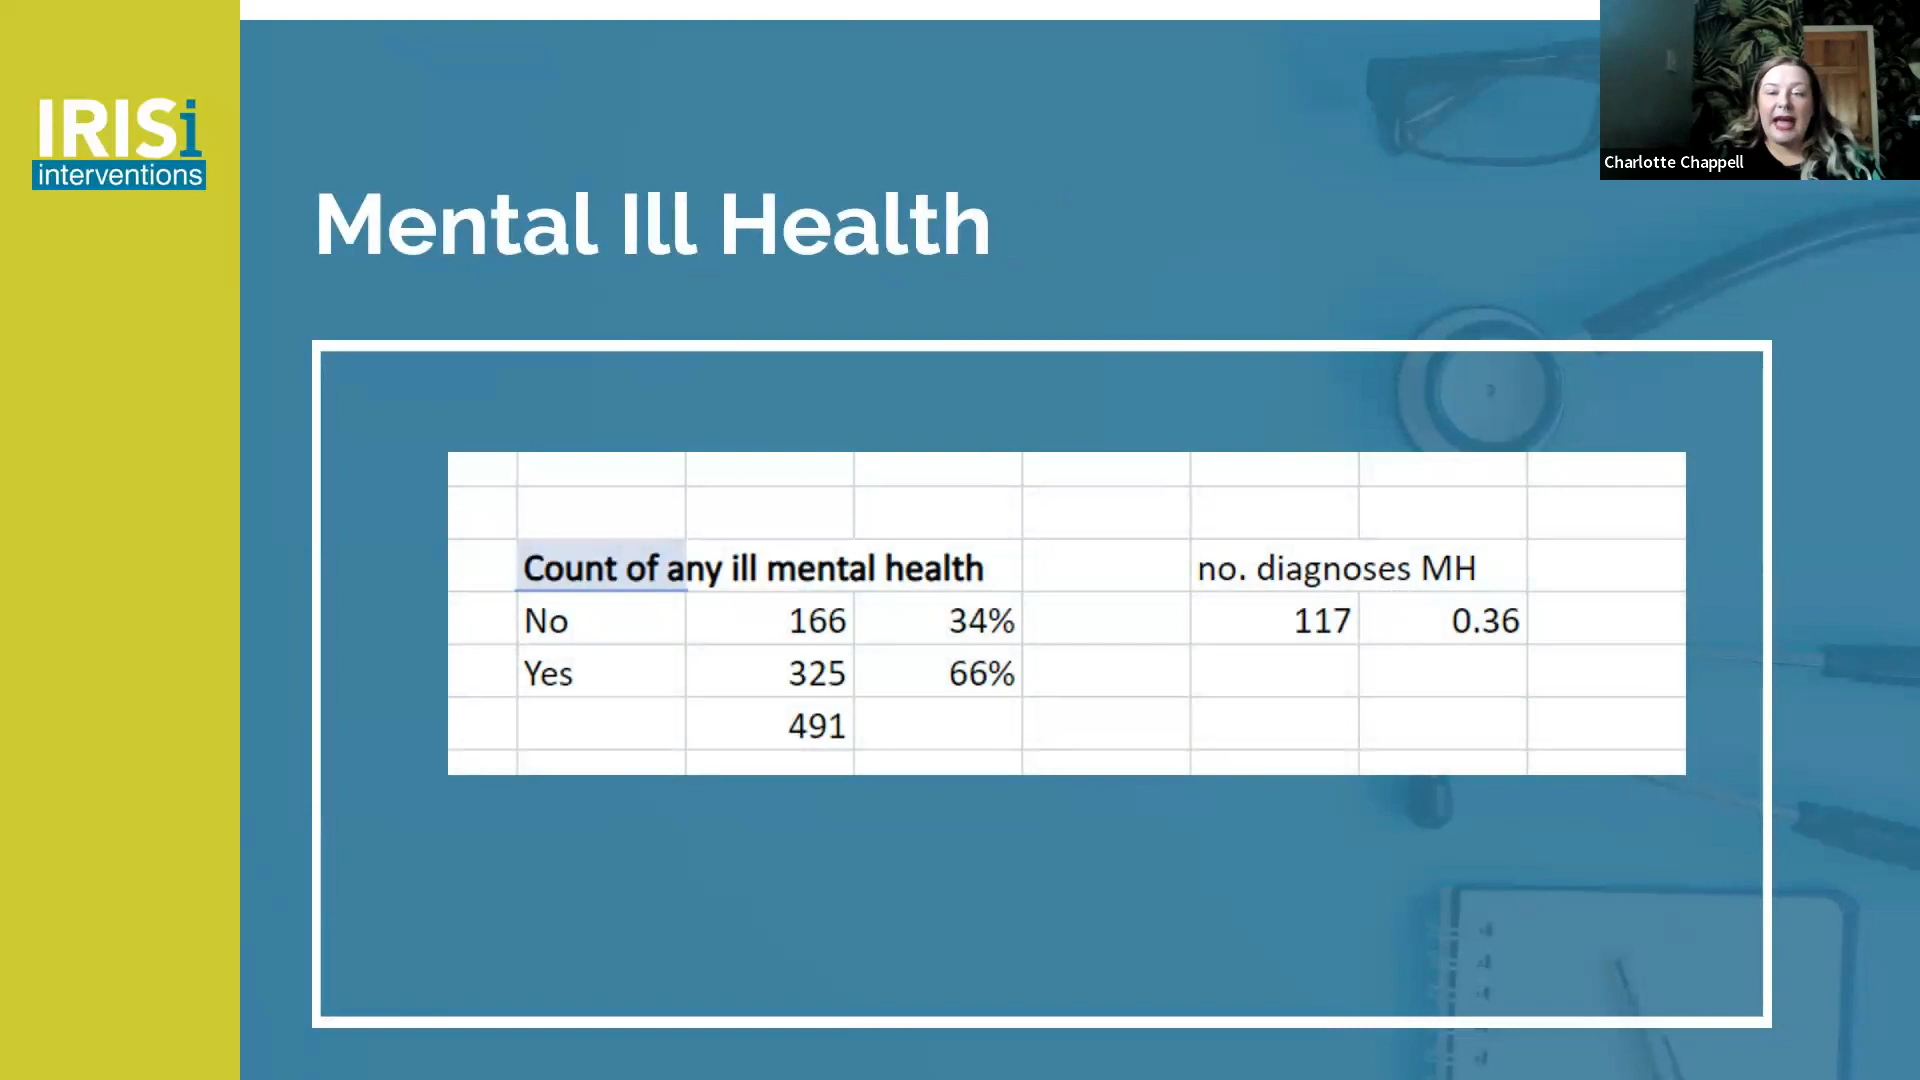 IRISi
interventions
Charlotte Chappell
Mental Ill Health
Count of any ill mental health no. diagnoses MH
No 166 34% 117 0.36
Yes 325 66%
491